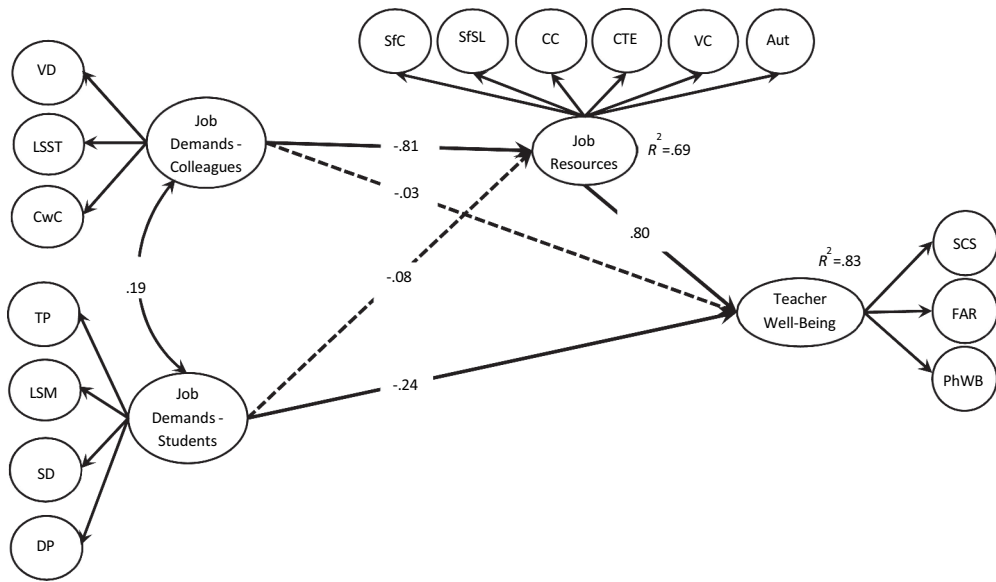 SfC
SfSL
CC
CTE
VC
Aut
VD
LSST
CwC
Job
Demands -
Colleagues
-.81
-.03
Job
Resources
R²=.69
.80
.19
-.08
R²=.83
Teacher
Well-Being
SCS
FAR
PhWB
TP
LSM
SD
DP
Job
Demands -
Students
-.24